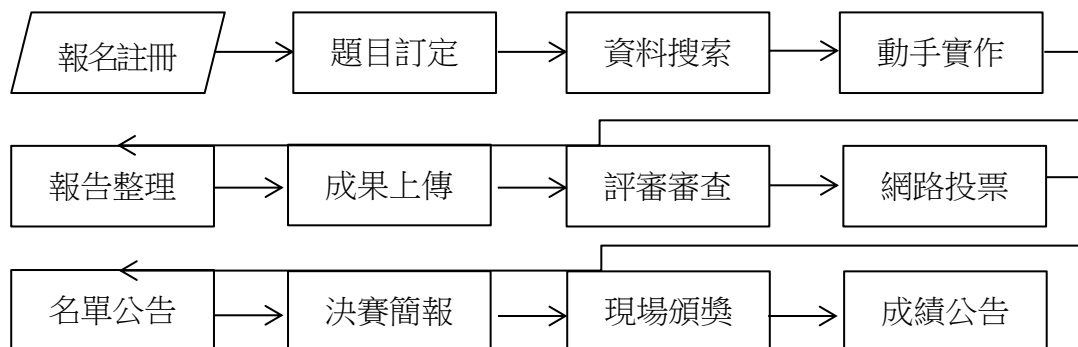 報名註冊 題目訂定 資料搜索 動手實作
報告整理 成果上傳 評審審查 網路投票
名單公告 決賽簡報 現場頒獎 成績公告